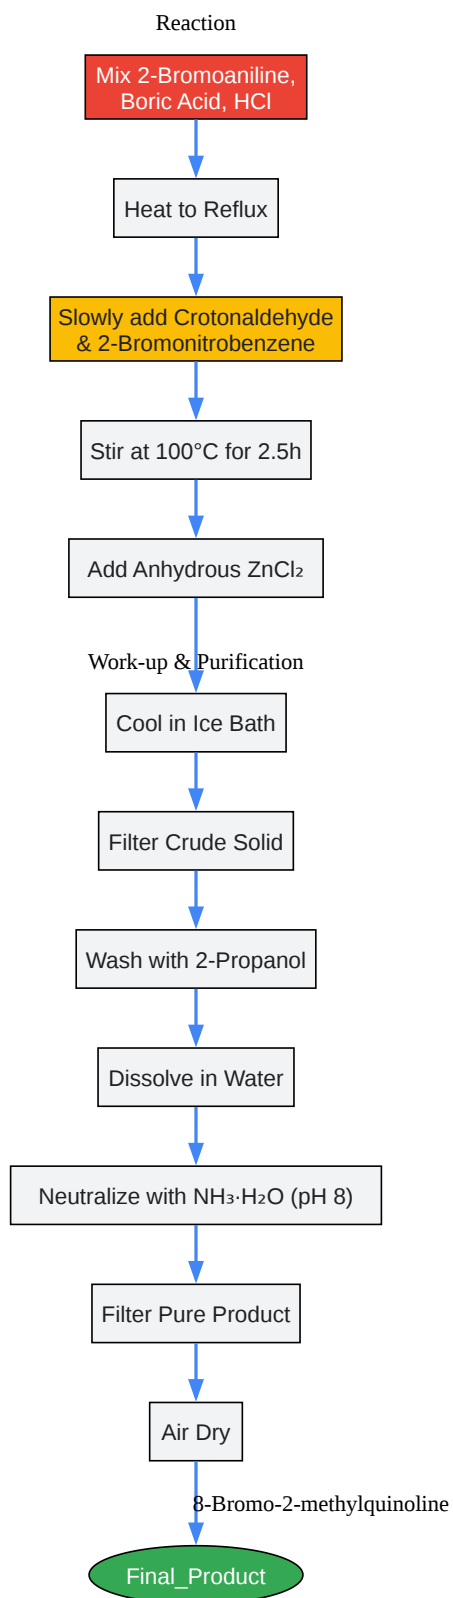 Reaction
Mix 2-Bromoaniline,
Boric Acid, HCl
Heat to Reflux
Slowly add Crotonaldehyde
& 2-Bromonitrobenzene
Stir at 100°C for 2.5h
Add Anhydrous ZnCl₂
Work-up & Purification
Cool in Ice Bath
Filter Crude Solid
Wash with 2-Propanol
Dissolve in Water
Neutralize with NH₃·H₂O (pH 8)
Filter Pure Product
Air Dry
8-Bromo-2-methylquinoline
Final_Product